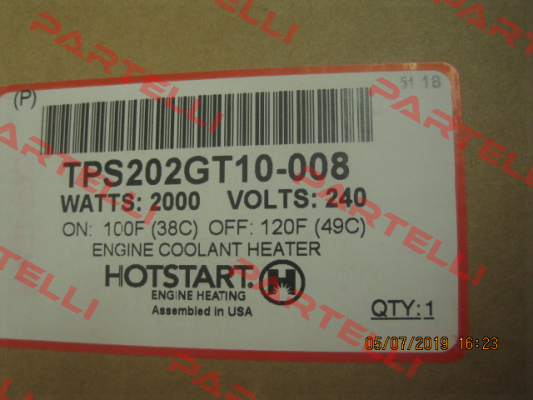 (P)
51 18
TPS202GT10-008
WATTS: 2000 VOLTS: 240
ON: 100F (38C) OFF: 120F (49C)
ENGINE COOLANT HEATER
HOTSTART.
ENGINE HEATING
Assembled in USA
QTY: 1
05/07/2019 16:23
PARTELLI
PARTELLI
PARTELLI
PARTELLI
PARTELLI
PARTELLI